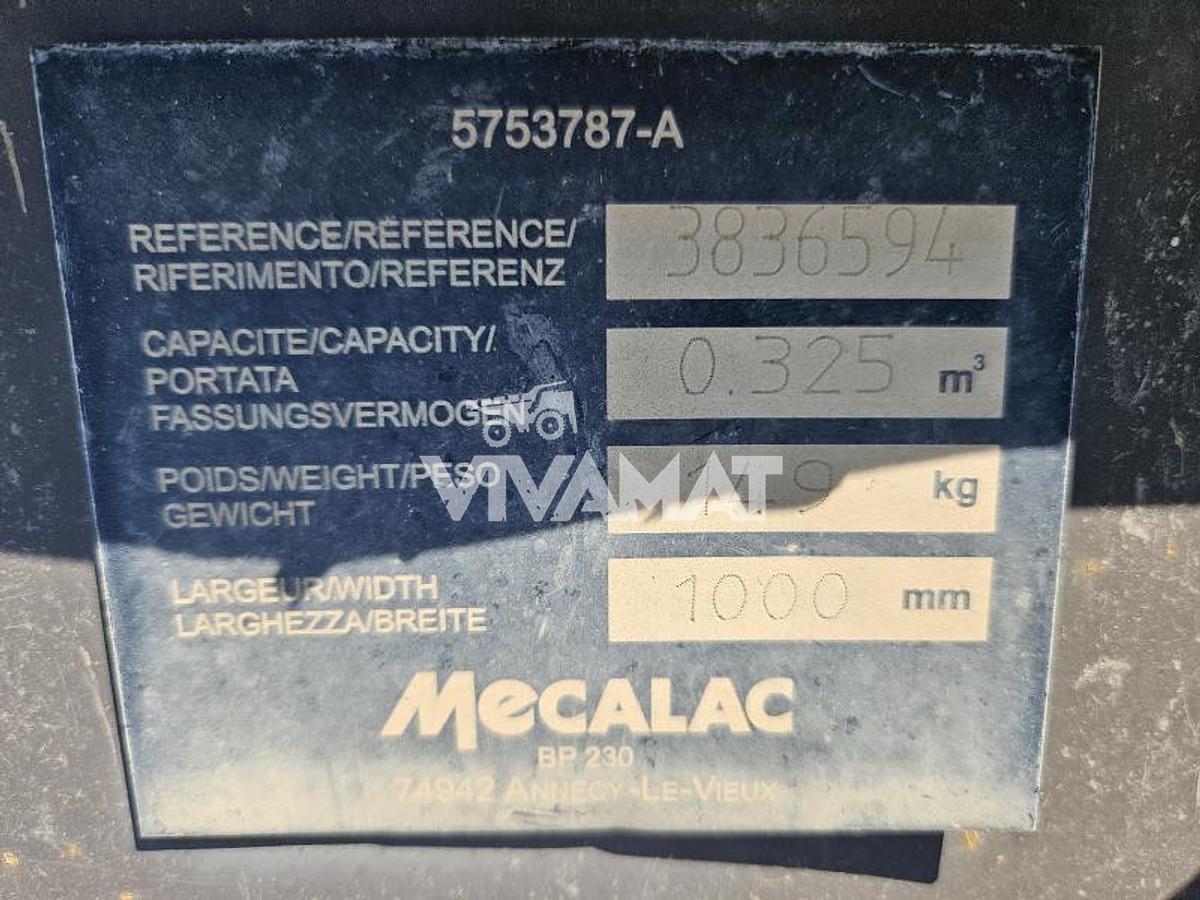 5753787-A
REFERENCE/REFERENCE/ 3836594
RIFERIMENTO/REFERENZ
CAPACITE/CAPACITY/ 0.325 m³
PORTATA
FASSUNGSVERMOGEN
POIDS/WEIGHT/PESO kg
GEWICHT
VIVAMAT
LARGEUR/WIDTH 1000 mm
LARGHEZZA/BREITE
MECALAC
BP 230
74942 ANNECY-LE-VIEUX